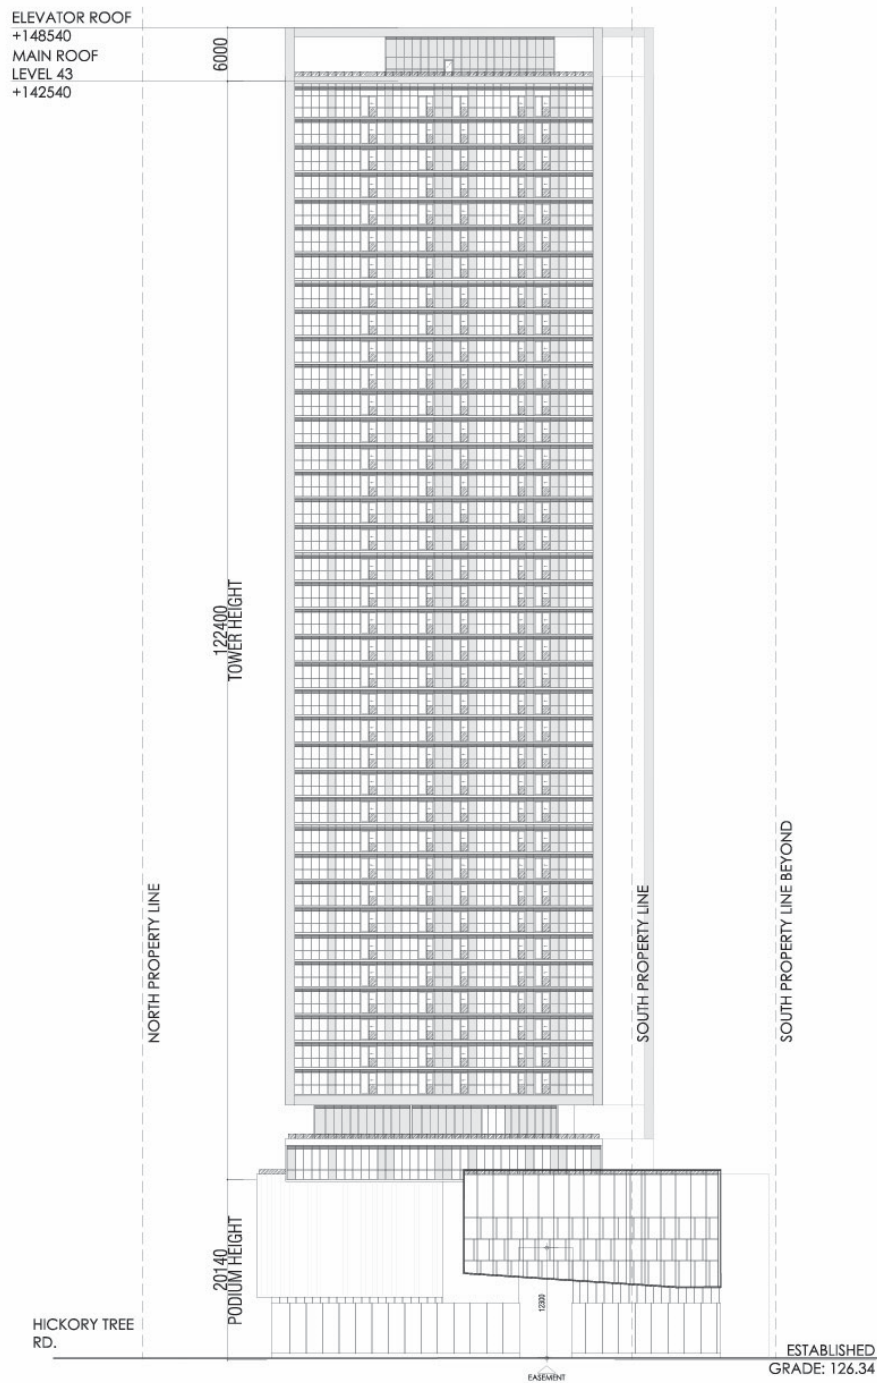 ELEVATOR ROOF
+148540
MAIN ROOF
LEVEL 43
+142540
6000
122400
TOWER HEIGHT
NORTH PROPERTY LINE
SOUTH PROPERTY LINE
SOUTH PROPERTY LINE BEYOND
20140
PODIUM HEIGHT
12300
HICKORY TREE
RD.
ESTABLISHED
GRADE: 126.34
EASEMENT